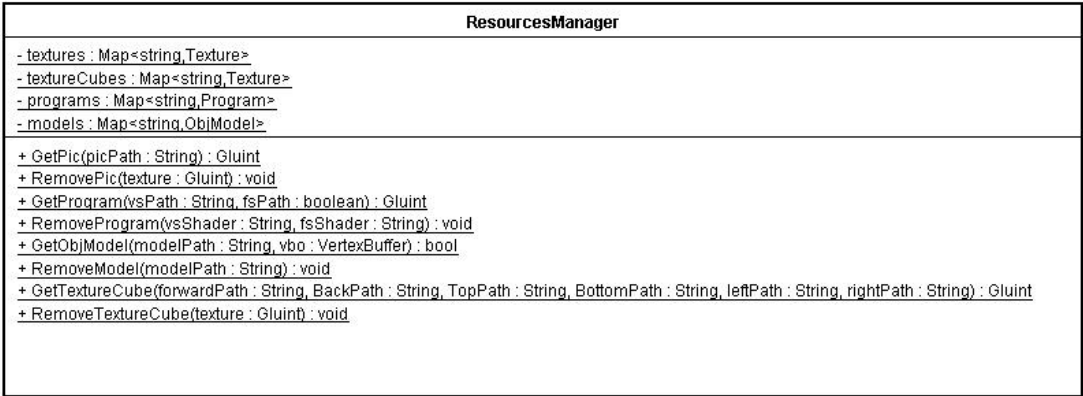 ResourcesManager
- textures : Map<string,Texture>
- textureCubes : Map<string,Texture>
- programs : Map<string,Program>
- models : Map<string,ObjModel>
+ GetPic(picPath : String) : Gluint
+ RemovePic(texture : Gluint) : void
+ GetProgram(vsPath : String, fsPath : boolean) : Gluint
+ RemoveProgram(vsShader : String, fsShader : String) : void
+ GetObjModel(modelPath : String, vbo : VertexBuffer) : bool
+ RemoveModel(modelPath : String) : void
+ GetTextureCube(forwardPath : String, BackPath : String, TopPath : String, BottomPath : String, leftPath : String, rightPath : String) : Gluint
+ RemoveTextureCube(texture : Gluint) : void